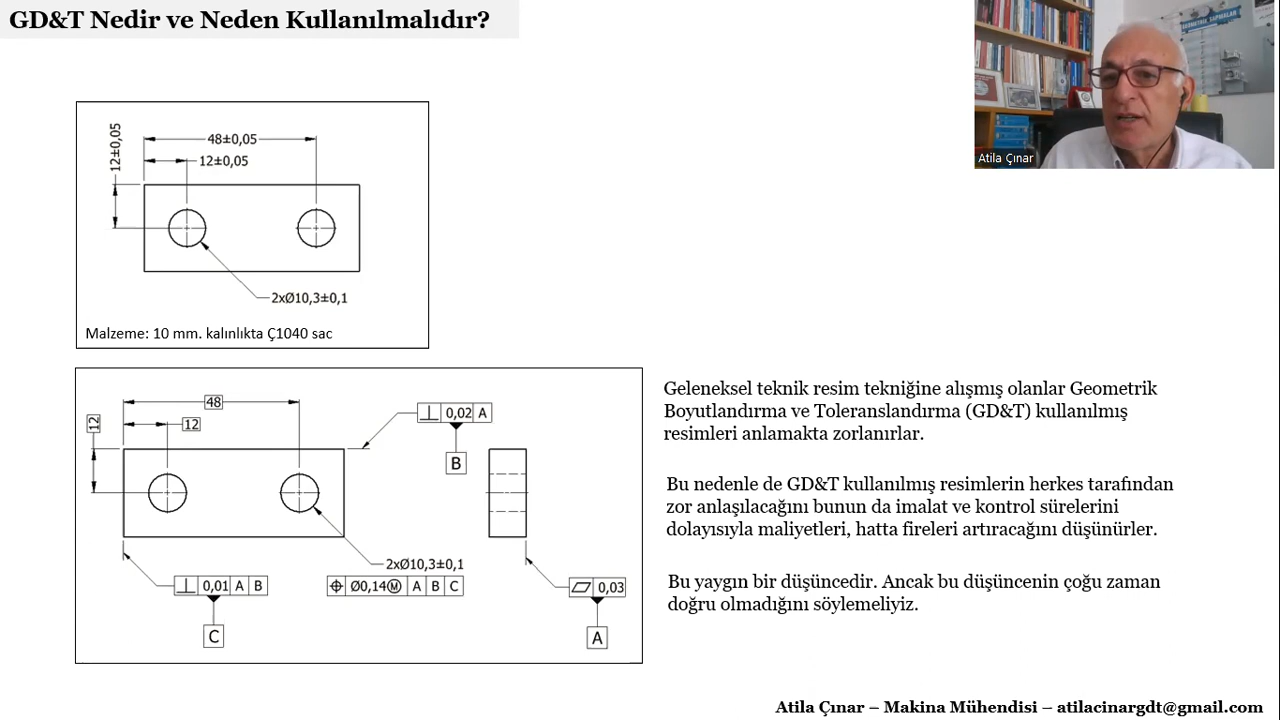 GD&T Nedir ve Neden Kullanılmalıdır?
Atila Çınar
12±0,05
48±0,05
12±0,05
2xØ10,3±0,1
Malzeme: 10 mm. kalınlıkta Ç1040 sac
48
12
12
⟂ 0,02 A
B
2xØ10,3±0,1
⟂ 0,01 A B
C
⌖ Ø0,14Ⓜ A B C
⏥ 0,03
A
Geleneksel teknik resim tekniğine alışmış olanlar Geometrik
Boyutlandırma ve Toleranslandırma (GD&T) kullanılmış
resimleri anlamakta zorlanırlar.
Bu nedenle de GD&T kullanılmış resimlerin herkes tarafından
zor anlaşılacağını bunun da imalat ve kontrol sürelerini
dolayısıyla maliyetleri, hatta fireleri artıracağını düşünürler.
Bu yaygın bir düşüncedir. Ancak bu düşüncenin çoğu zaman
doğru olmadığını söylemeliyiz.
Atila Çınar – Makina Mühendisi – atilacinargdt@gmail.com